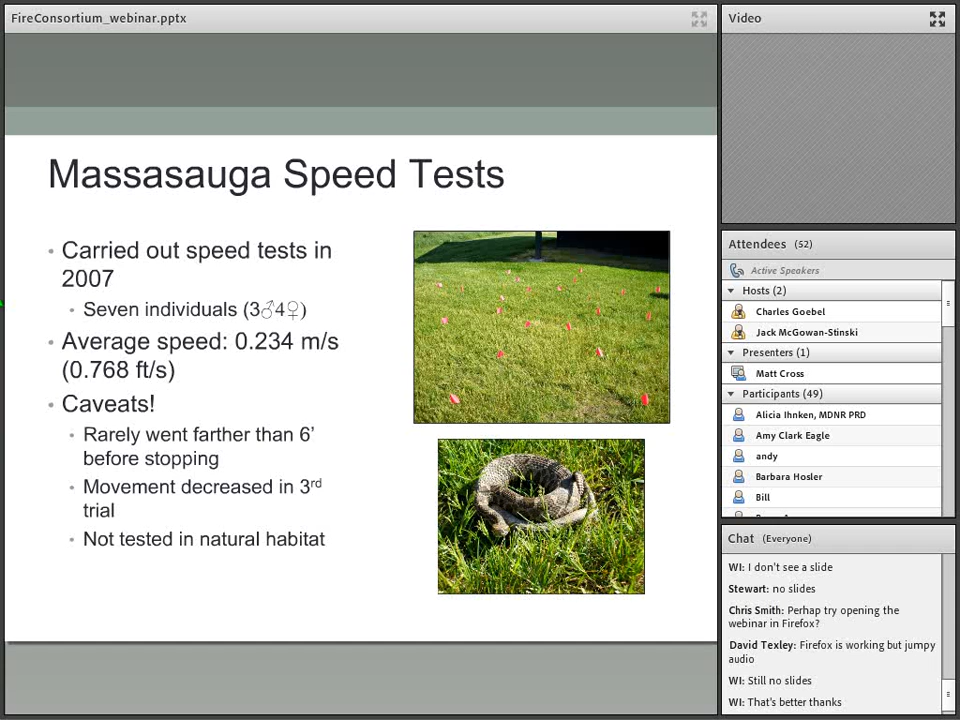 FireConsortium_webinar.pptx
Massasauga Speed Tests
• Carried out speed tests in
2007
• Seven individuals (3♂4♀)
• Average speed: 0.234 m/s
(0.768 ft/s)
• Caveats!
• Rarely went farther than 6’
before stopping
• Movement decreased in 3rd
trial
• Not tested in natural habitat
Video
Attendees (52)
Active Speakers
Hosts (2)
Charles Goebel
Jack McGowan-Stinski
Presenters (1)
Matt Cross
Participants (49)
Alicia Ihnken, MDNR PRD
Amy Clark Eagle
andy
Barbara Hosler
Bill
Chat (Everyone)
WI: I don't see a slide
Stewart: no slides
Chris Smith: Perhap try opening the
webinar in Firefox?
David Texley: Firefox is working but jumpy
audio
WI: Still no slides
WI: That's better thanks